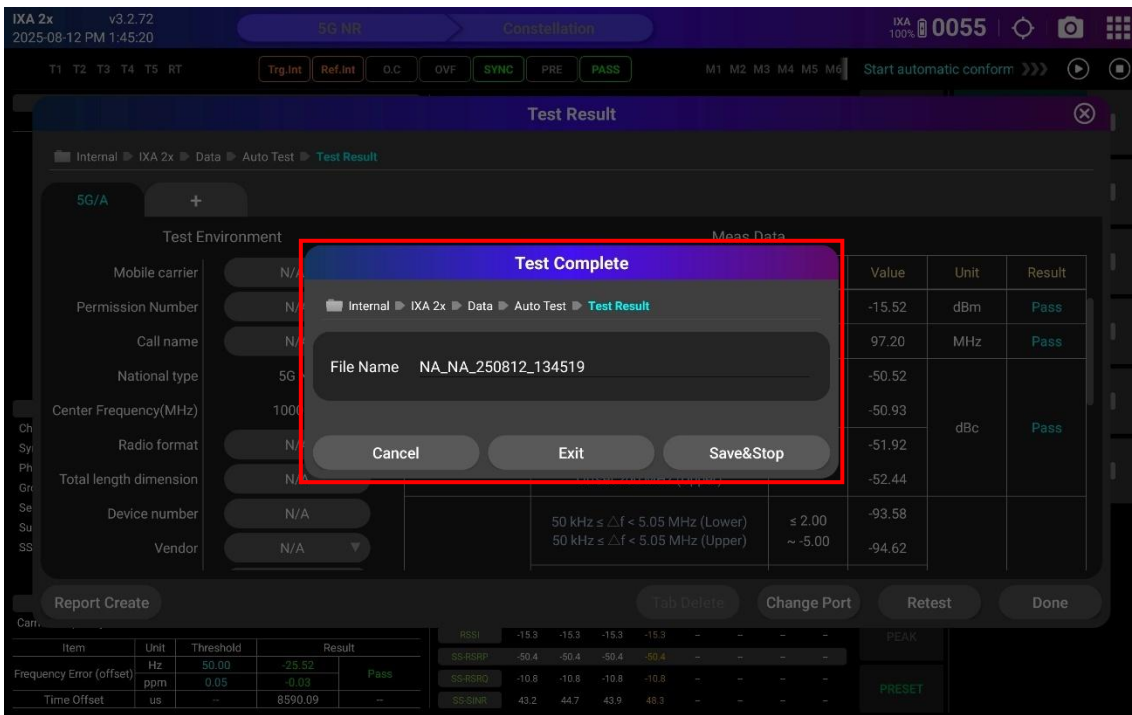 IXA 2x v3.2.72
2025-08-12 PM 1:45:20
5G NR Constellation
IXA 100% 0055
T1 T2 T3 T4 T5 RT Trg.Int Ref.Int O.C OVF SYNC PRE PASS M1 M2 M3 M4 M5 M6 Start automatic conform
Test Result
Internal IXA 2x Data Auto Test Test Result
5G/A +
Test Environment Meas Data
Mobile carrier N/A Value Unit Result
Permission Number -15.52 dBm Pass
Call name 97.20 MHz Pass
National type 5G -50.52
Center Frequency(MHz) 1000 -50.93
dBc Pass
Radio format -51.92
Total length dimension N/A -52.44
Device number N/A 50 kHz ≤ △f < 5.05 MHz (Lower) ≤ 2.00 -93.58
Vendor N/A 50 kHz ≤ △f < 5.05 MHz (Upper) ~ -5.00 -94.62
Test Complete
Internal IXA 2x Data Auto Test Test Result
File Name NA_NA_250812_134519
Cancel Exit Save&Stop
Report Create Tab Delete Change Port Retest Done
Item Unit Threshold Result
Frequency Error (offset) Hz 50.00 -25.52 Pass
ppm 0.05 -0.03
Time Offset us -- 8590.09 --
RSSI -15.3 -15.3 -15.3 -15.3 -- -- -- --
SS-RSRP -50.4 -50.4 -50.4 -50.4 -- -- -- --
SS-RSRQ -10.8 -10.8 -10.8 -10.8 -- -- -- --
SS-SINR 43.2 44.7 43.9 48.3 -- -- -- --
PEAK
PRESET